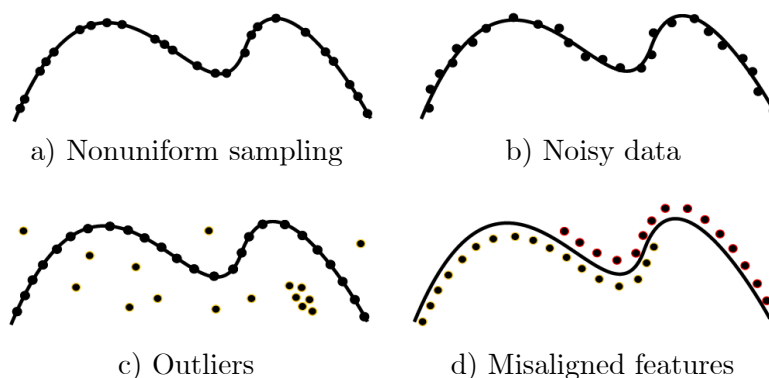 a) Nonuniform sampling
b) Noisy data
c) Outliers
d) Misaligned features